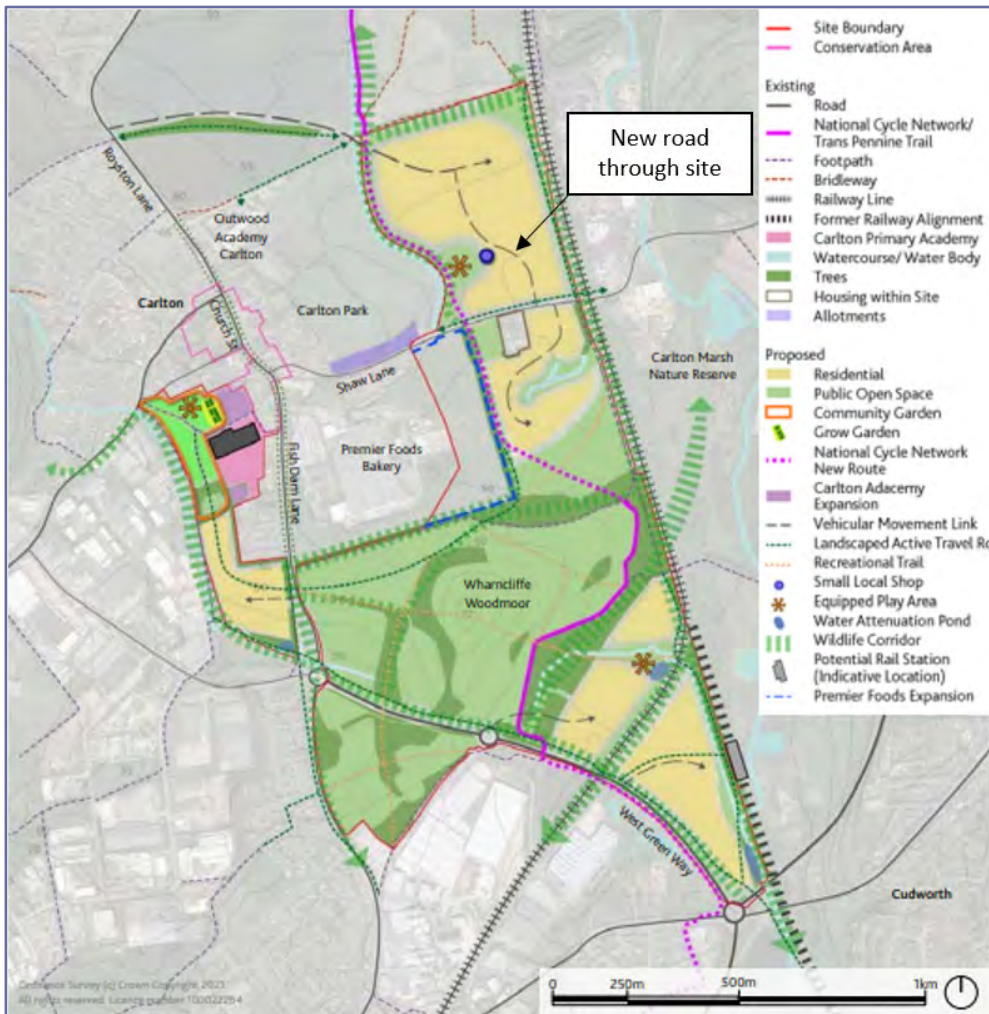 New road
through site
Royston Lane
Outwood
Academy
Carlton
Carlton
Church St
Carlton Park
Shaw Lane
Carlton Marsh
Nature Reserve
Premier Foods
Bakery
Fish Dam Lane
Wharncliffe
Woodmoor
West Green Way
Cudworth
Site Boundary
Conservation Area
Existing
Road
National Cycle Network/
Trans Pennine Trail
Footpath
Bridleway
Railway Line
Former Railway Alignment
Carlton Primary Academy
Watercourse/ Water Body
Trees
Housing within Site
Allotments
Proposed
Residential
Public Open Space
Community Garden
Grow Garden
National Cycle Network
New Route
Carlton Adacemy
Expansion
Vehicular Movement Link
Landscaped Active Travel Ro
Recreational Trail
Small Local Shop
Equipped Play Area
Water Attenuation Pond
Wildlife Corridor
Potential Rail Station
(Indicative Location)
Premier Foods Expansion
Ordnance Survey (c) Crown Copyright 2021
All rights reserved. Licence number 100022264
0 250m 500m 1km